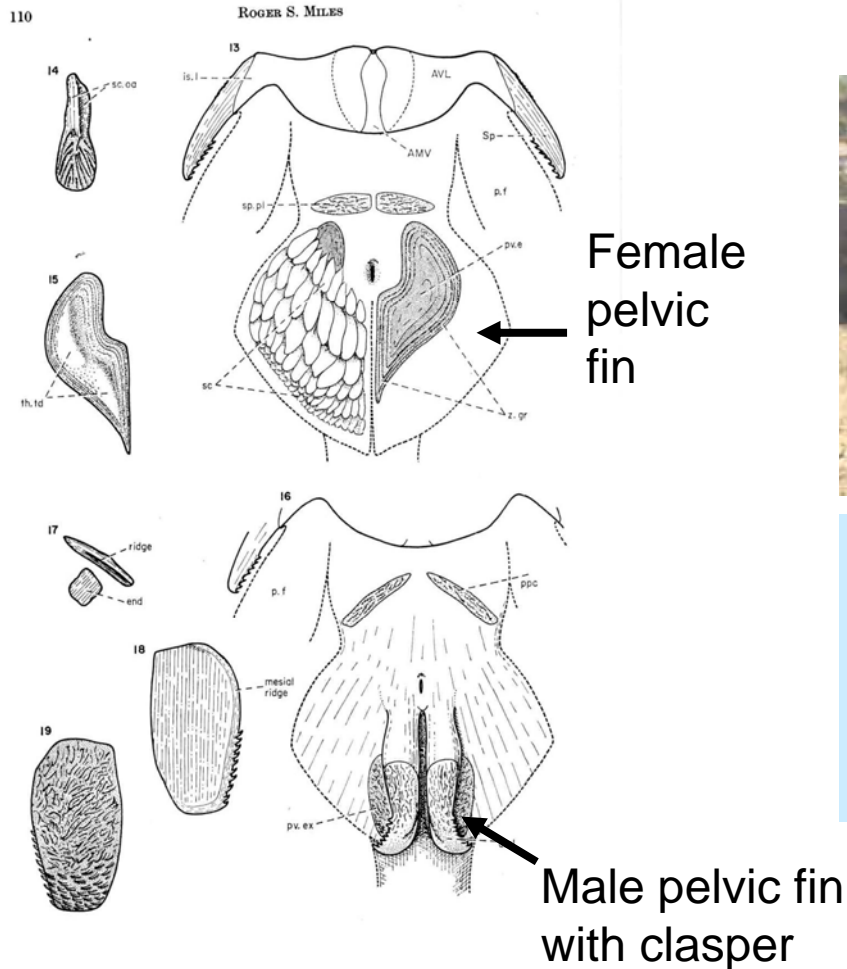 110
ROGER S. MILES
14
sc.oa
13
is.l
AVL
AMV
Sp
p.f
sp.pl
pv.e
15
th.td
sc
z.gr
Female
pelvic
fin
16
17
ridge
end
p.f
ppc
18
mesial
ridge
19
pv.ex
Male pelvic fin
with clasper